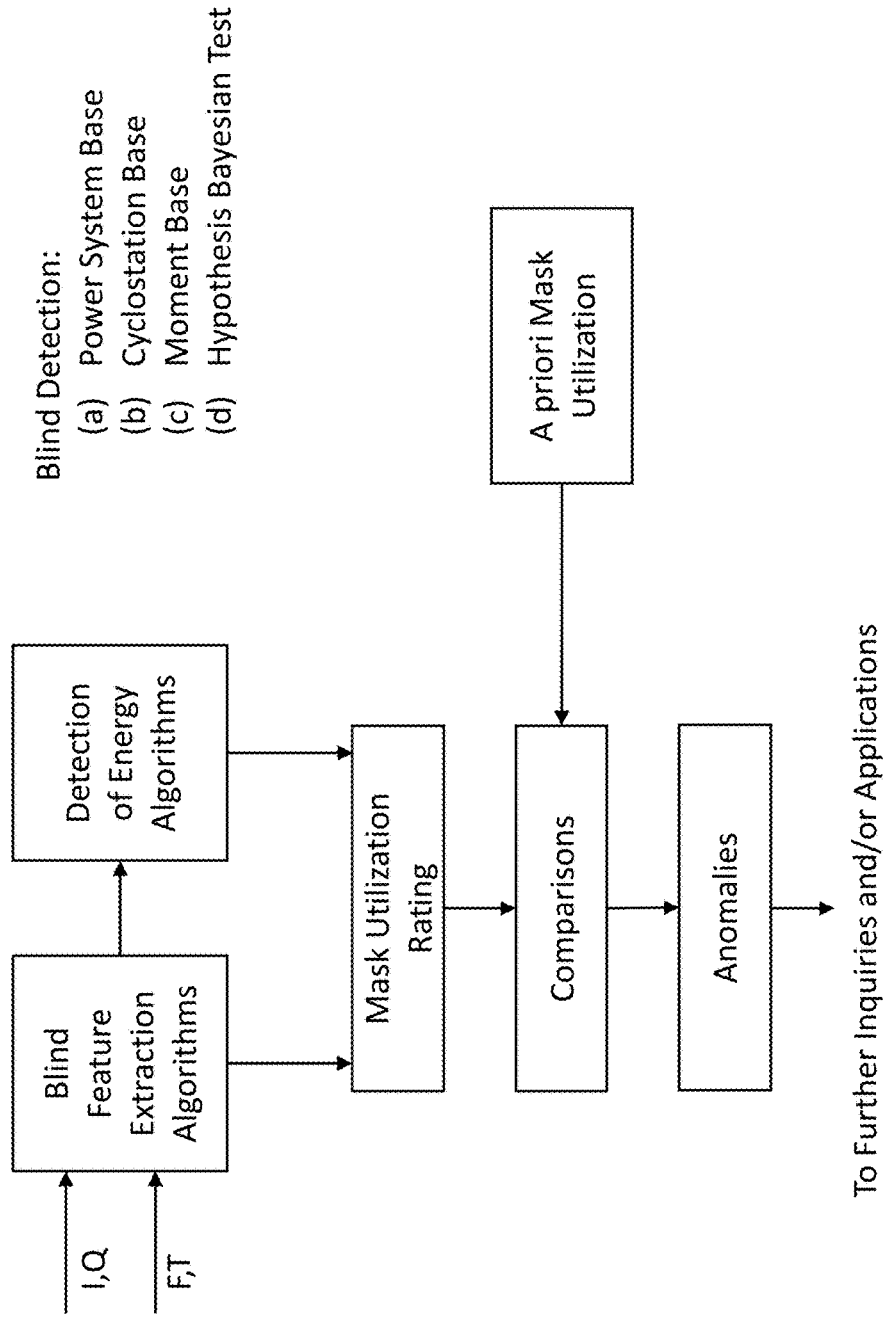 I,Q
F,T
Blind
Feature
Extraction
Algorithms
Detection
of Energy
Algorithms
Blind Detection:
(a) Power System Base
(b) Cyclostation Base
(c) Moment Base
(d) Hypothesis Bayesian Test
Mask Utilization
Rating
Comparisons
A priori Mask
Utilization
Anomalies
To Further Inquiries and/or Applications